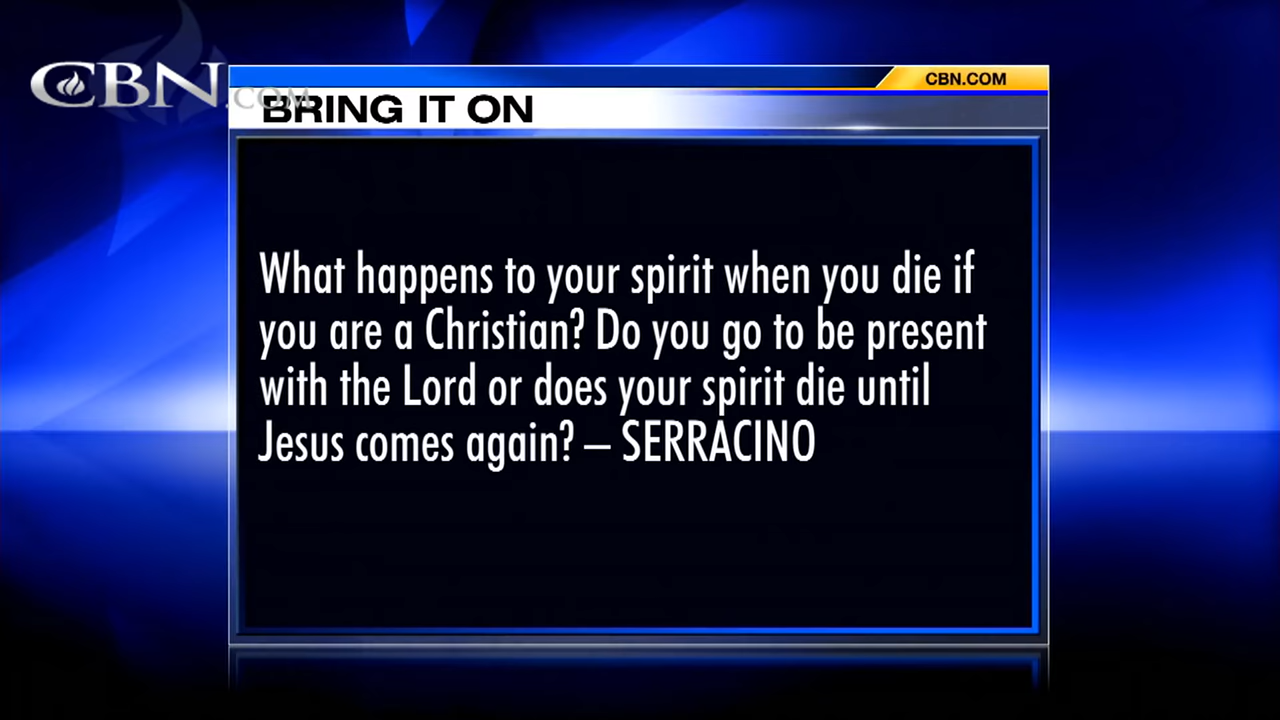 CBN.COM
CBN.COM
BRING IT ON
What happens to your spirit when you die if
you are a Christian? Do you go to be present
with the Lord or does your spirit die until
Jesus comes again? – SERRACINO